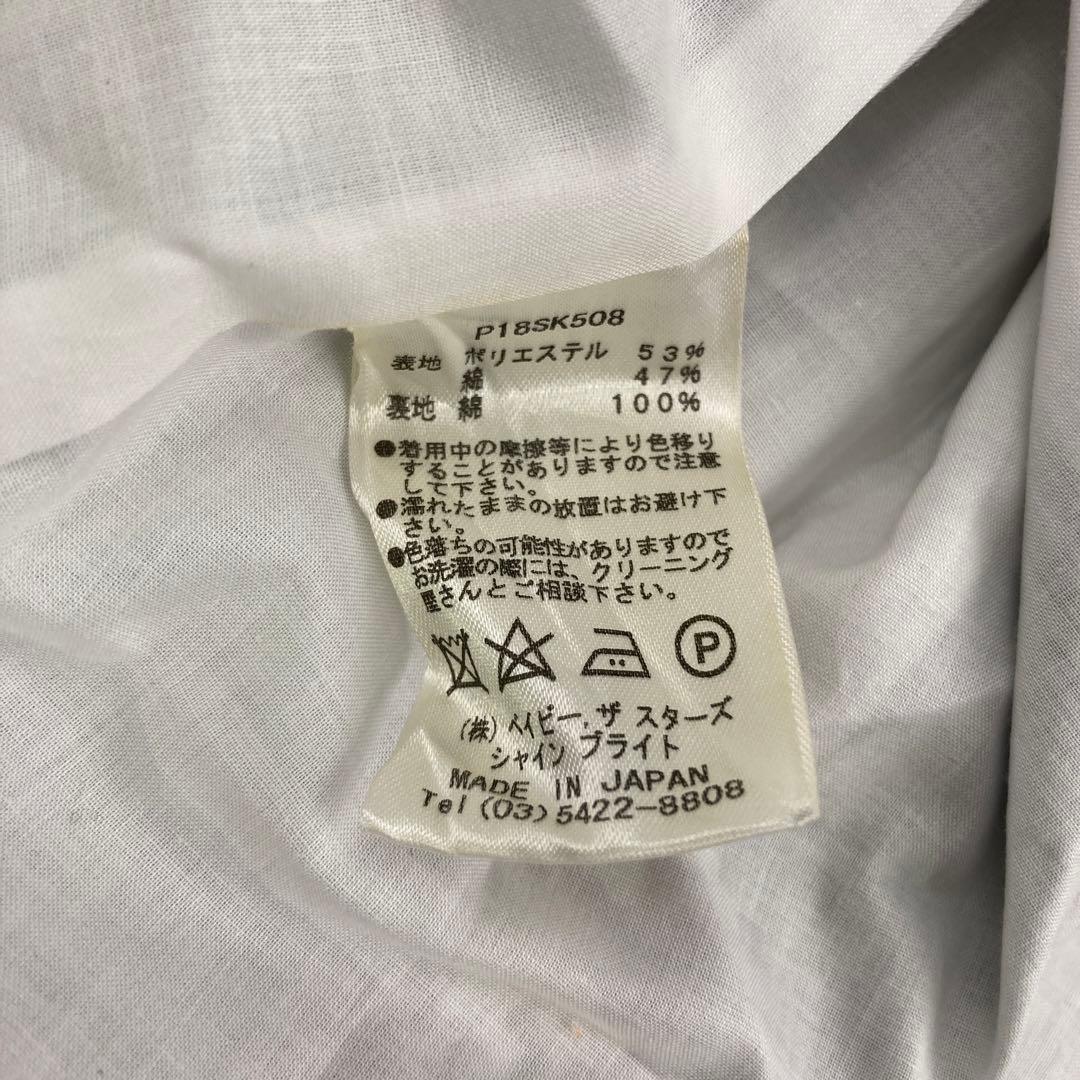 P18SK508
表地 ポリエステル 53%
綿 47%
裏地 綿 100%
●着用中の摩擦等により色移り
することがありますので注意
して下さい。
●濡れたままの放置はお避け下
さい。
●色落ちの可能性がありますので
お洗濯の際には、クリーニング
屋さんとご相談下さい。
P
(株) ベイビー,ザ スターズ
シャイン ブライト
MADE IN JAPAN
Tel (03) 5422-8808